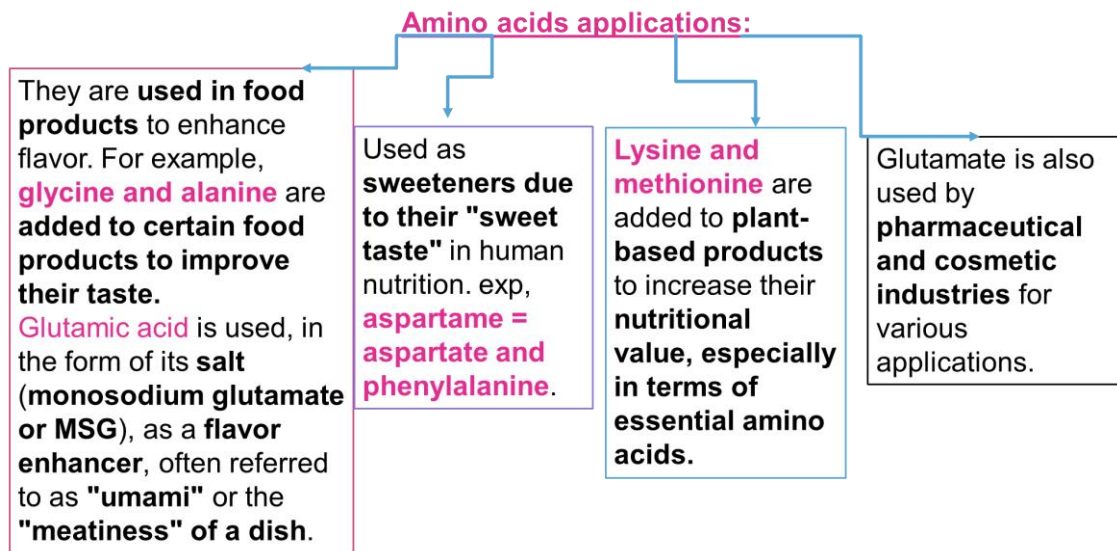 Amino acids applications:
They are used in food
products to enhance
flavor. For example,
glycine and alanine are
added to certain food
products to improve
their taste.
Glutamic acid is used, in
the form of its salt
(monosodium glutamate
or MSG), as a flavor
enhancer, often referred
to as "umami" or the
"meatiness" of a dish.
Used as
sweeteners due
to their "sweet
taste" in human
nutrition. exp,
aspartame =
aspartate and
phenylalanine.
Lysine and
methionine are
added to plant-
based products
to increase their
nutritional
value, especially
in terms of
essential amino
acids.
Glutamate is also
used by
pharmaceutical
and cosmetic
industries for
various
applications.